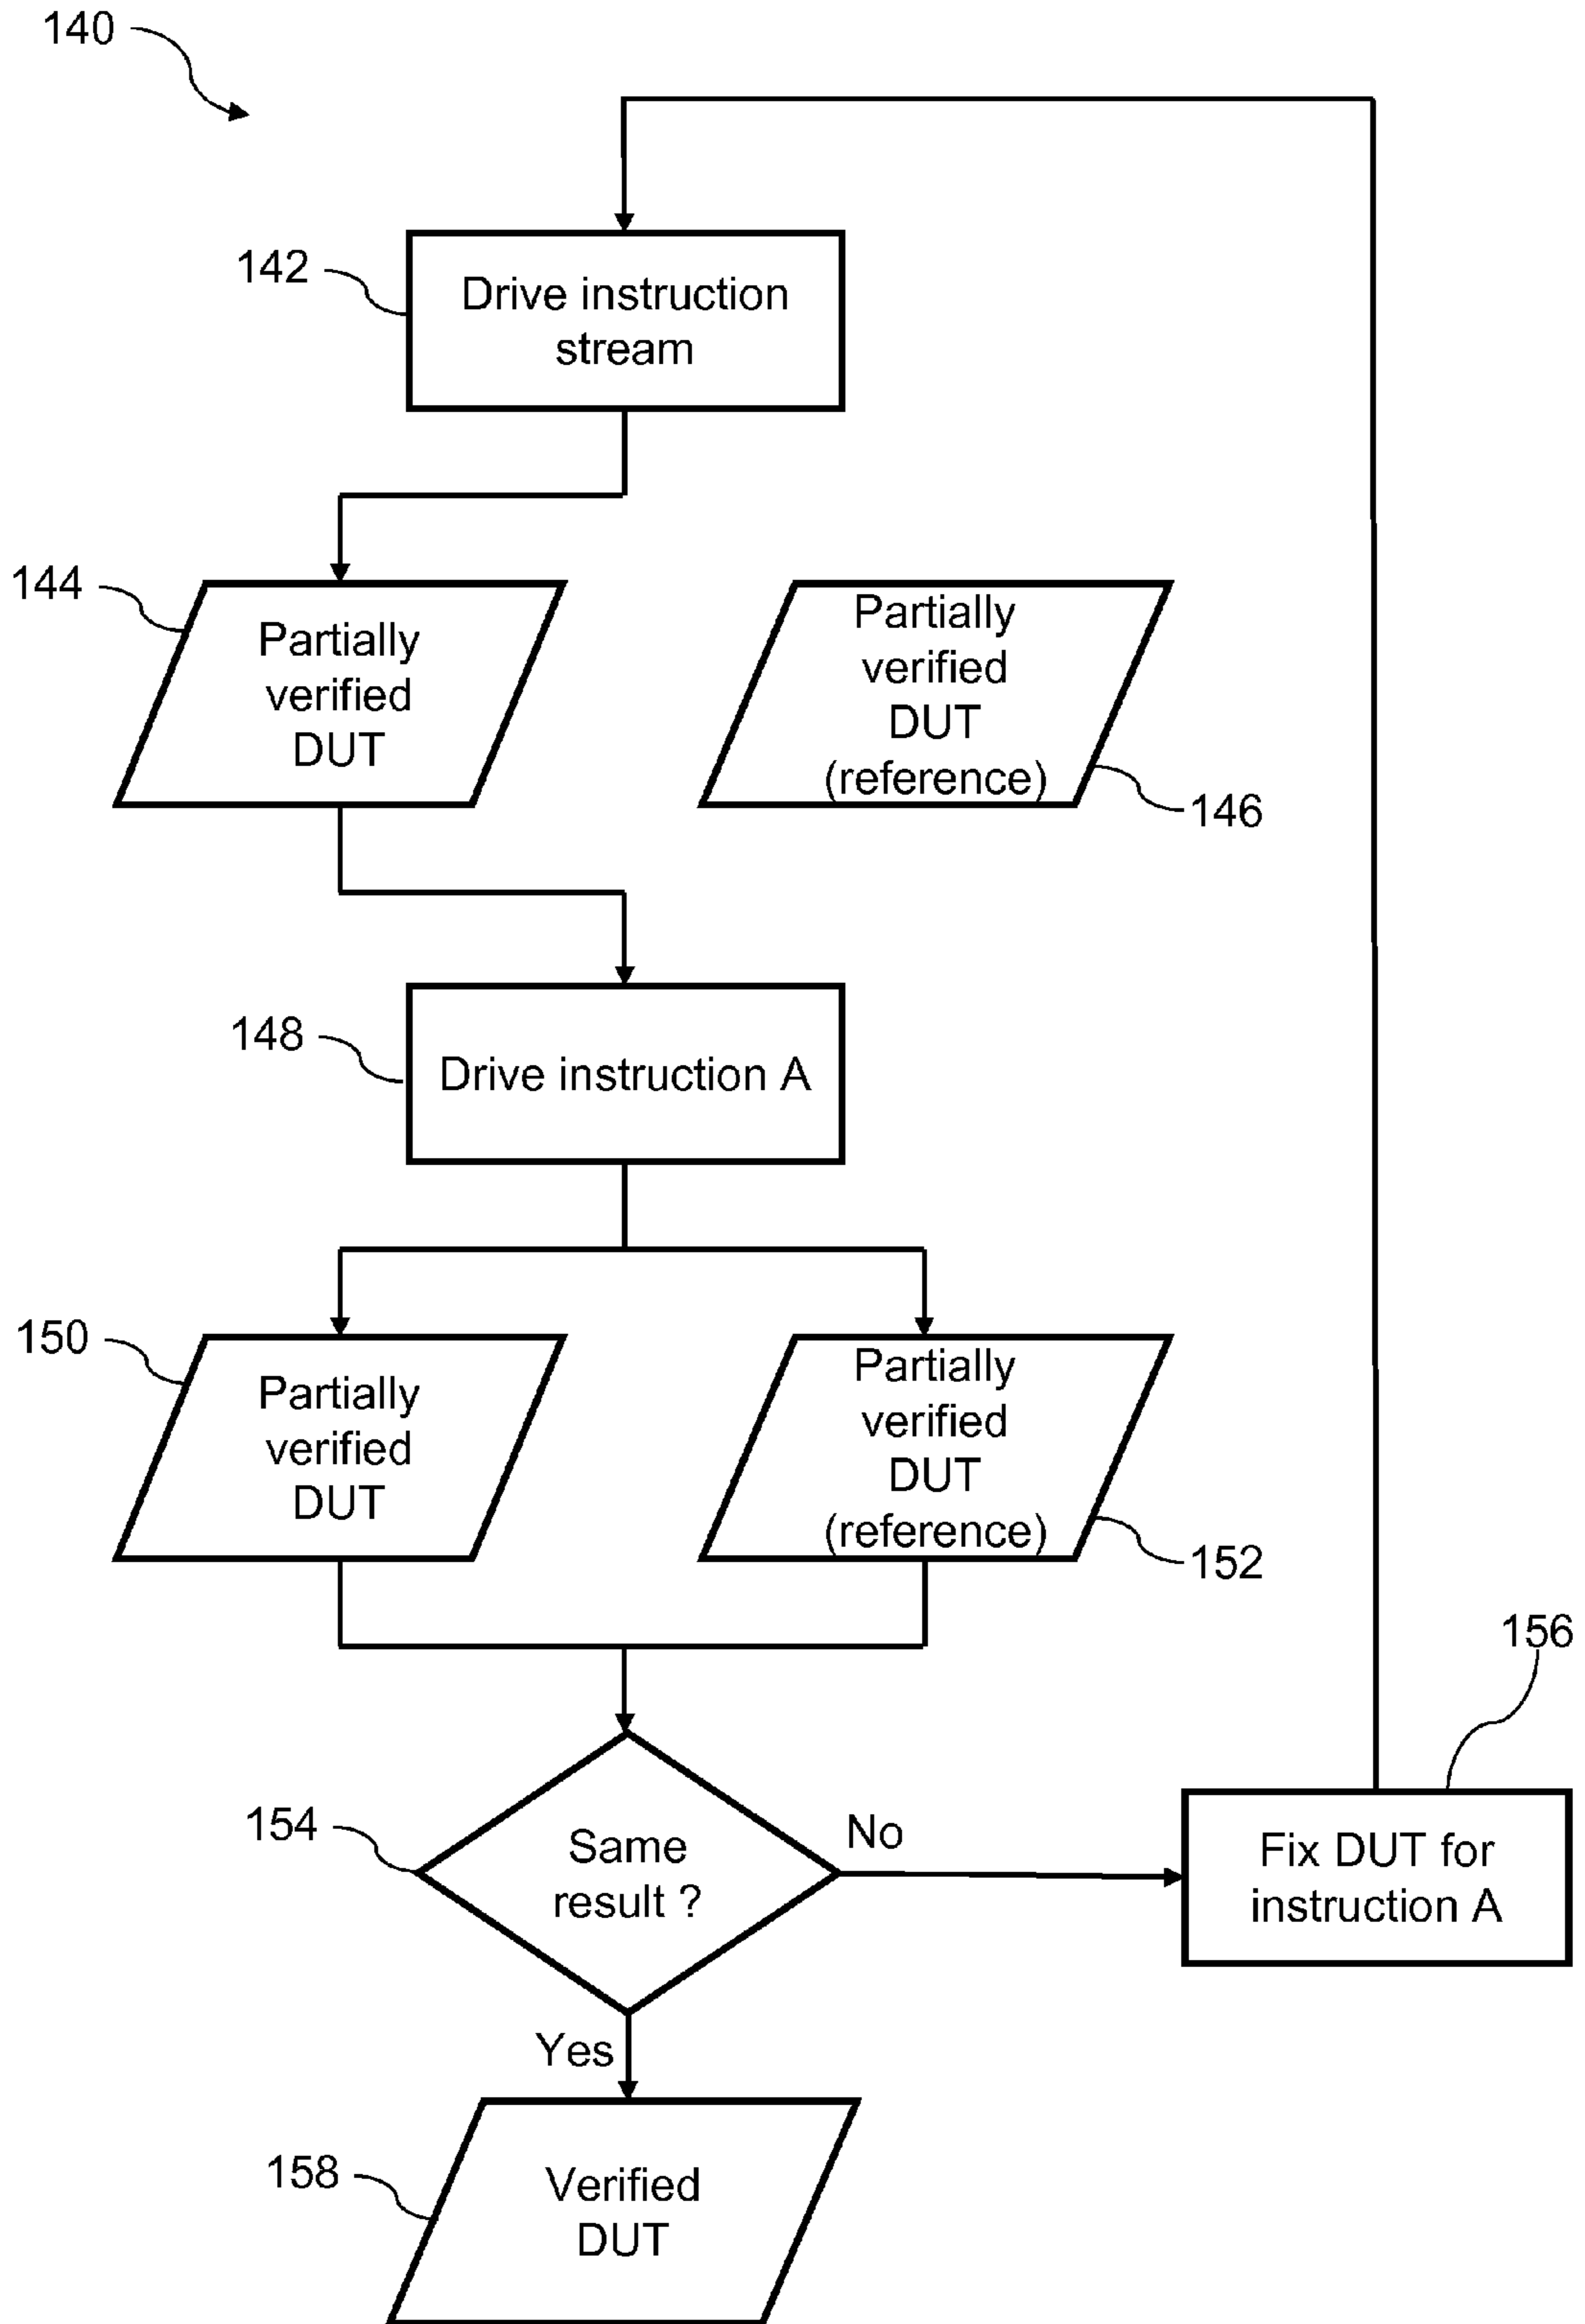 140
142
Drive instruction
stream
144
Partially
verified
DUT
Partially
verified
DUT
(reference)
146
148
Drive instruction A
150
Partially
verified
DUT
Partially
verified
DUT
(reference)
152
156
154
Same
result ?
No
Fix DUT for
instruction A
Yes
158
Verified
DUT